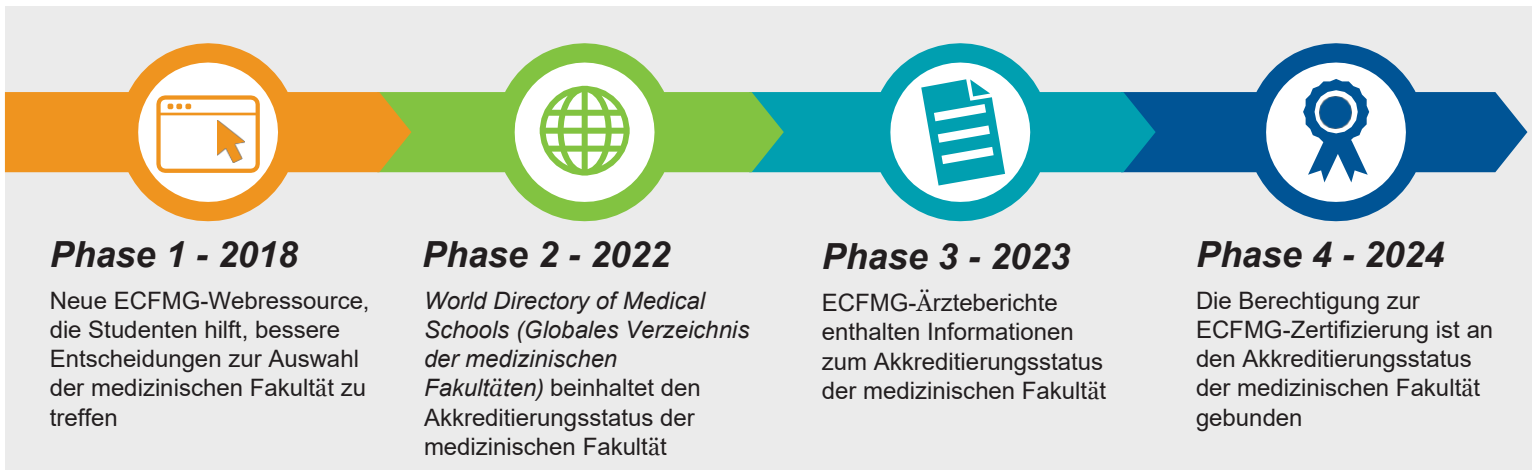 Phase 1 - 2018
Neue ECFMG-Webressource,
die Studenten hilft, bessere
Entscheidungen zur Auswahl
der medizinischen Fakultät zu
treffen
Phase 2 - 2022
World Directory of Medical
Schools (Globales Verzeichnis
der medizinischen
Fakultäten) beinhaltet den
Akkreditierungsstatus der
medizinischen Fakultät
Phase 3 - 2023
ECFMG-Ärzteberichte
enthalten Informationen
zum Akkreditierungsstatus
der medizinischen Fakultät
Phase 4 - 2024
Die Berechtigung zur
ECFMG-Zertifizierung ist an
den Akkreditierungsstatus
der medizinischen Fakultät
gebunden